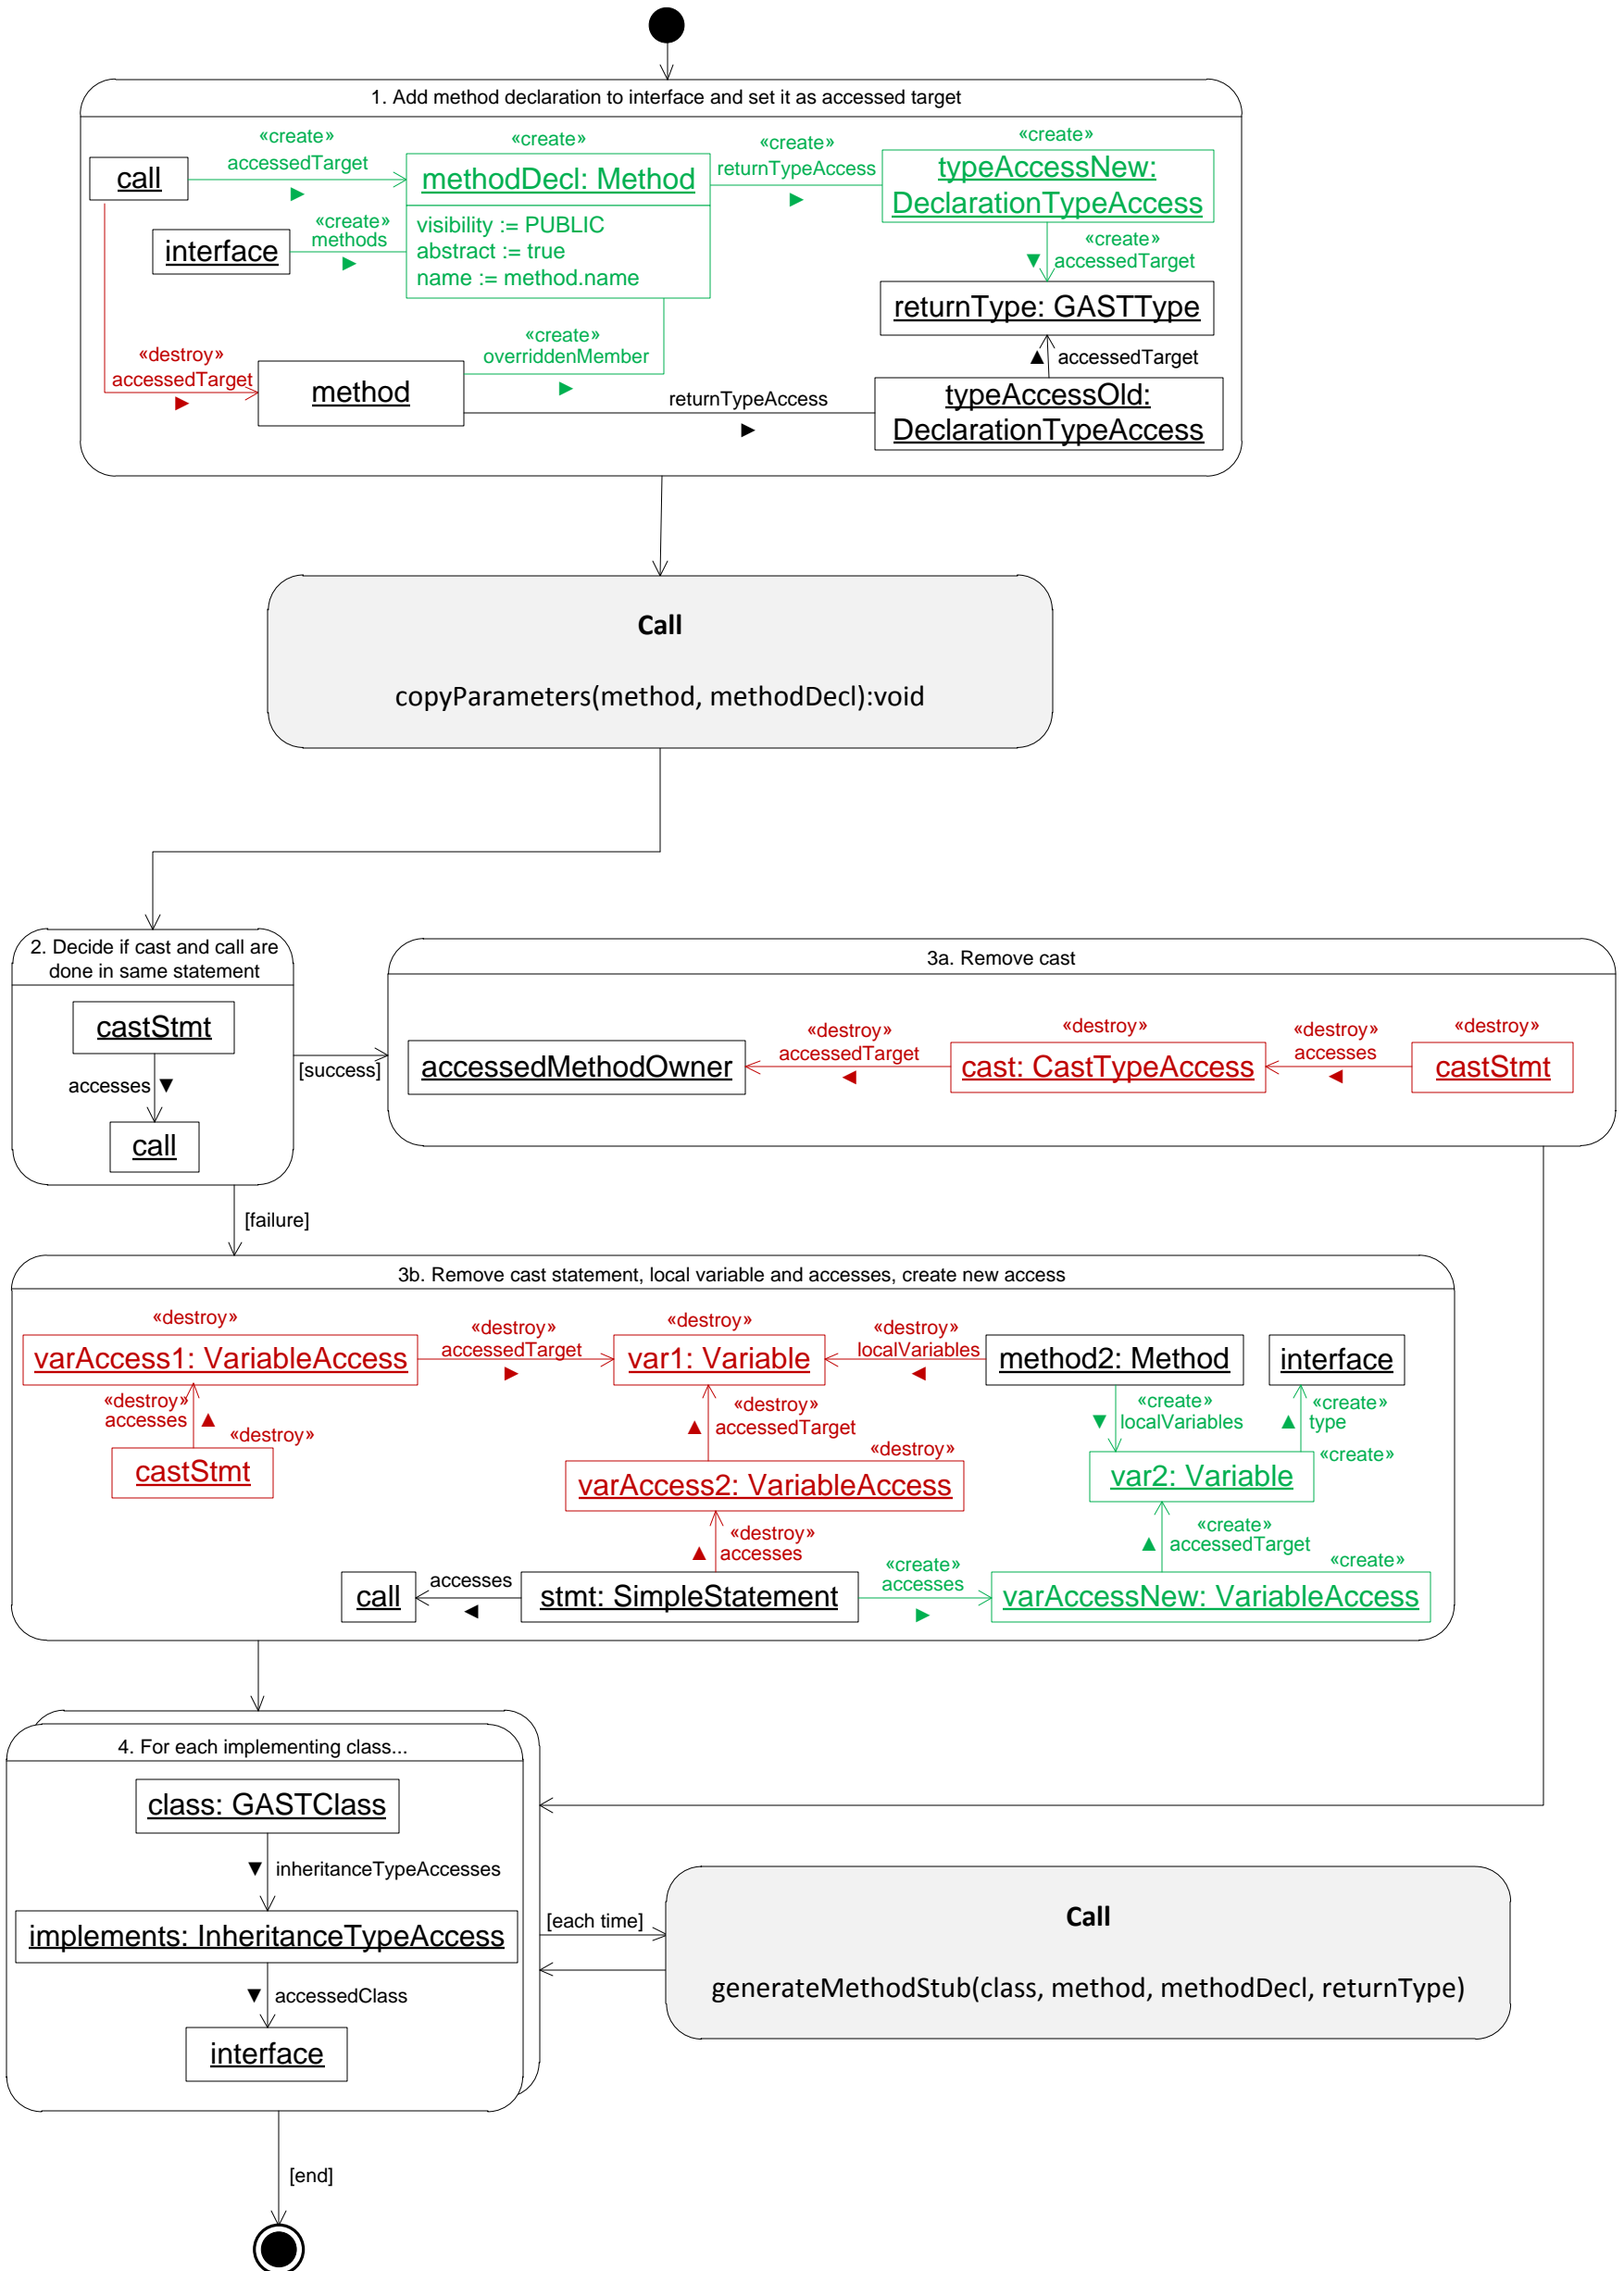 1. Add method declaration to interface and set it as accessed target
«create»
accessedTarget
►
«create»
«create»
returnTypeAccess
►
«create»
call
methodDecl: Method
visibility := PUBLIC
abstract := true
name := method.name
typeAccessNew:
DeclarationTypeAccess
«create»
methods
►
interface
«create»
▼ accessedTarget
returnType: GASTType
«destroy»
accessedTarget
►
method
«create»
overriddenMember
►
▲ accessedTarget
returnTypeAccess
►
typeAccessOld:
DeclarationTypeAccess
Call
copyParameters(method, methodDecl):void
2. Decide if cast and call are
done in same statement
castStmt
accesses ▼
call
[success]
[failure]
3a. Remove cast
accessedMethodOwner
«destroy»
accessedTarget
◄
«destroy»
cast: CastTypeAccess
«destroy»
accesses
◄
«destroy»
castStmt
3b. Remove cast statement, local variable and accesses, create new access
«destroy»
varAccess1: VariableAccess
«destroy»
accessedTarget
►
«destroy»
var1: Variable
«destroy»
localVariables
◄
method2: Method
interface
«destroy»
accesses ▲
«destroy»
castStmt
«destroy»
▲ accessedTarget
«destroy»
varAccess2: VariableAccess
«create»
▼ localVariables
«create»
▲ type
«create»
var2: Variable
«destroy»
▲ accesses
«create»
▲ accessedTarget
«create»
call
accesses
◄
stmt: SimpleStatement
«create»
accesses
►
varAccessNew: VariableAccess
4. For each implementing class...
class: GASTClass
▼ inheritanceTypeAccesses
implements: InheritanceTypeAccess
▼ accessedClass
interface
[each time]
Call
generateMethodStub(class, method, methodDecl, returnType)
[end]